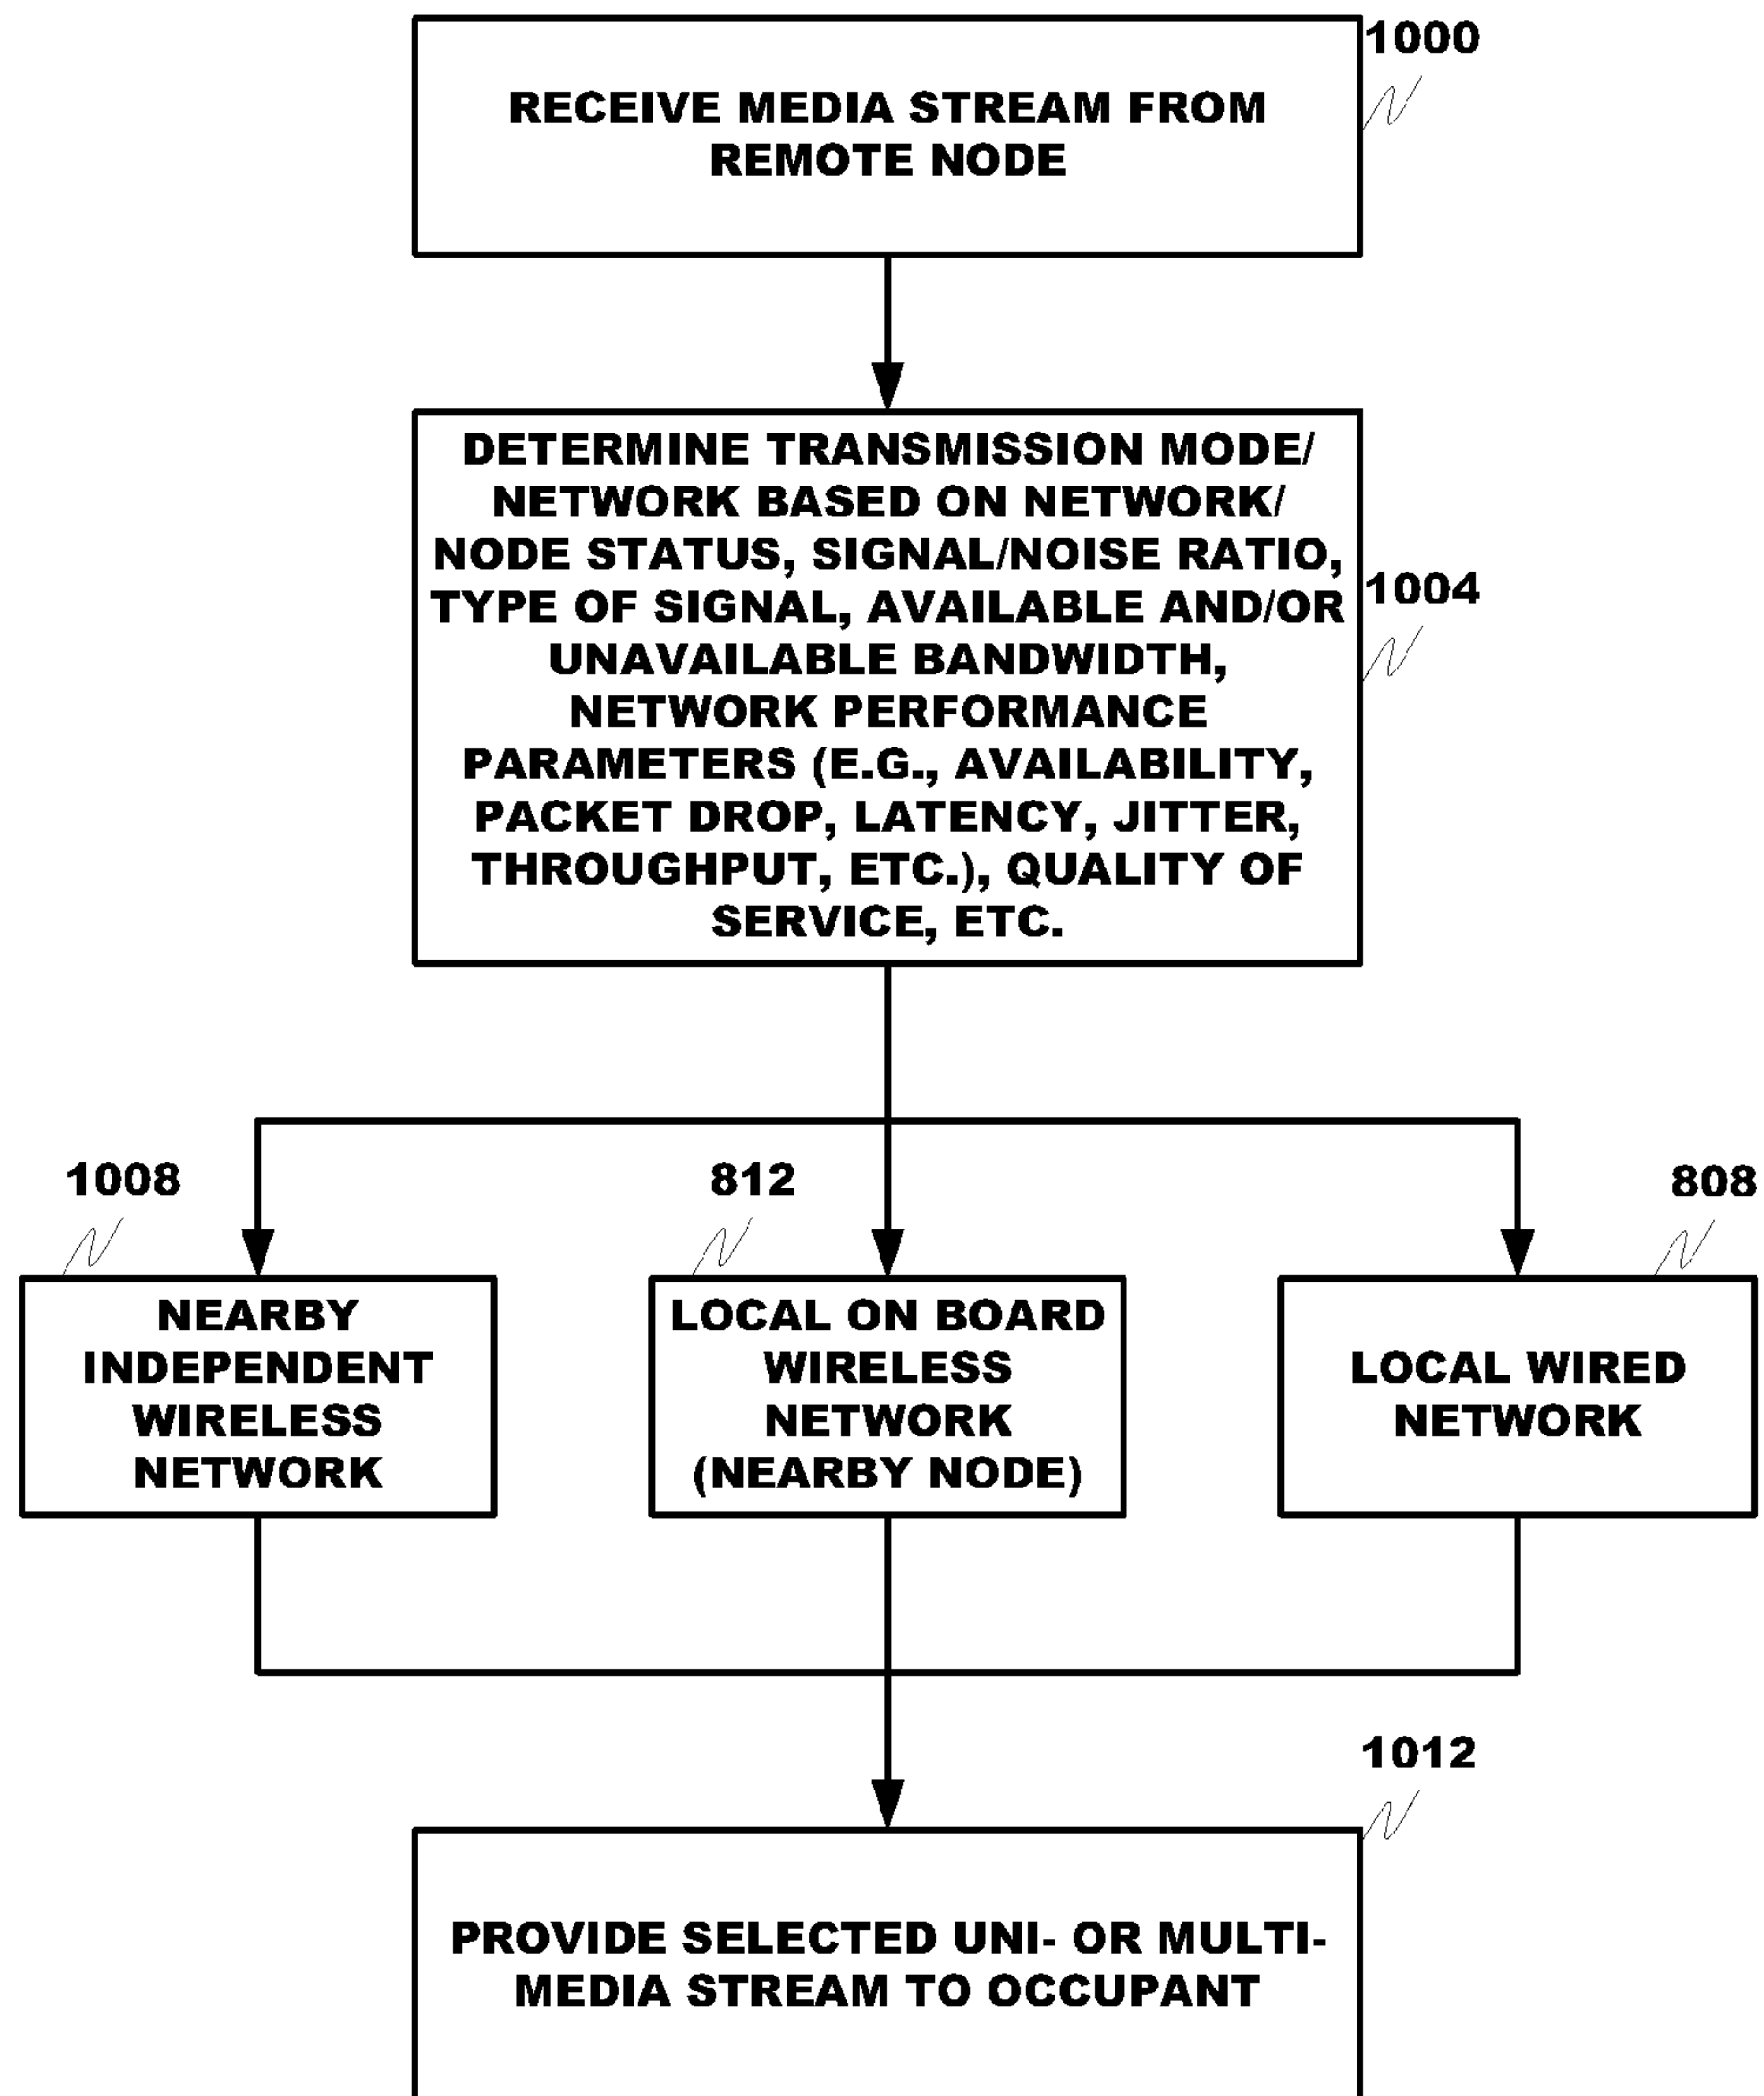 1000
RECEIVE MEDIA STREAM FROM
REMOTE NODE
DETERMINE TRANSMISSION MODE/
NETWORK BASED ON NETWORK/
NODE STATUS, SIGNAL/NOISE RATIO,
TYPE OF SIGNAL, AVAILABLE AND/OR
UNAVAILABLE BANDWIDTH,
NETWORK PERFORMANCE
PARAMETERS (E.G., AVAILABILITY,
PACKET DROP, LATENCY, JITTER,
THROUGHPUT, ETC.), QUALITY OF
SERVICE, ETC.
1004
1008
NEARBY
INDEPENDENT
WIRELESS
NETWORK
812
LOCAL ON BOARD
WIRELESS
NETWORK
(NEARBY NODE)
808
LOCAL WIRED
NETWORK
1012
PROVIDE SELECTED UNI- OR MULTI-
MEDIA STREAM TO OCCUPANT